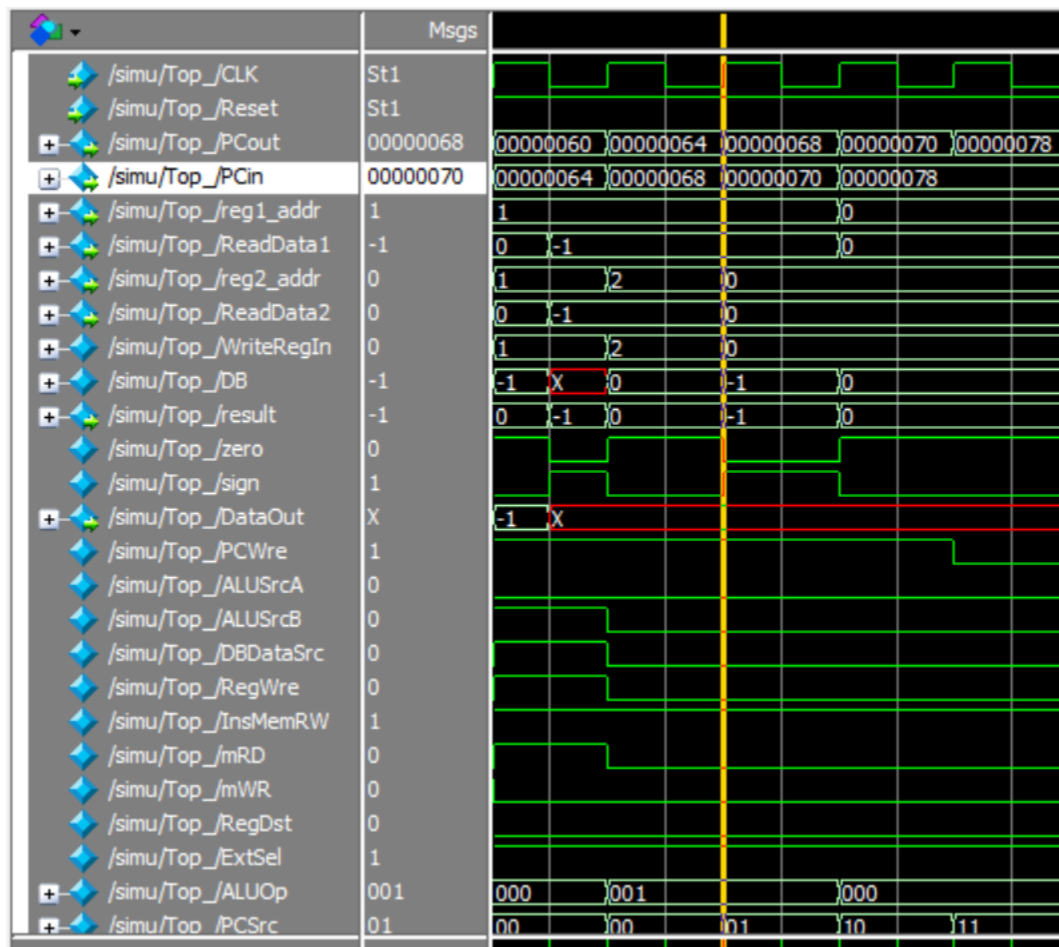 Msgs
/simu/Top_/CLK St1
/simu/Top_/Reset St1
/simu/Top_/PCout 00000068 00000060 00000064 00000068 00000070 00000078
/simu/Top_/PCin 00000070 00000064 00000068 00000070 00000078
/simu/Top_/reg1_addr 1 1 0
/simu/Top_/ReadData1 -1 0 -1 0
/simu/Top_/reg2_addr 0 1 2 0
/simu/Top_/ReadData2 0 0 -1 0
/simu/Top_/WriteRegIn 0 1 2 0
/simu/Top_/DB -1 -1 X 0 -1 0
/simu/Top_/result -1 0 -1 0 -1 0
/simu/Top_/zero 0
/simu/Top_/sign 1
/simu/Top_/DataOut X -1 X
/simu/Top_/PCWre 1
/simu/Top_/ALUSrcA 0
/simu/Top_/ALUSrcB 0
/simu/Top_/DBDataSrc 0
/simu/Top_/RegWre 0
/simu/Top_/InsMemRW 1
/simu/Top_/mRD 0
/simu/Top_/mWR 0
/simu/Top_/RegDst 0
/simu/Top_/ExtSel 1
/simu/Top_/ALUOp 001 000 001 000
/simu/Top_/PCSrc 01 00 00 01 10 11